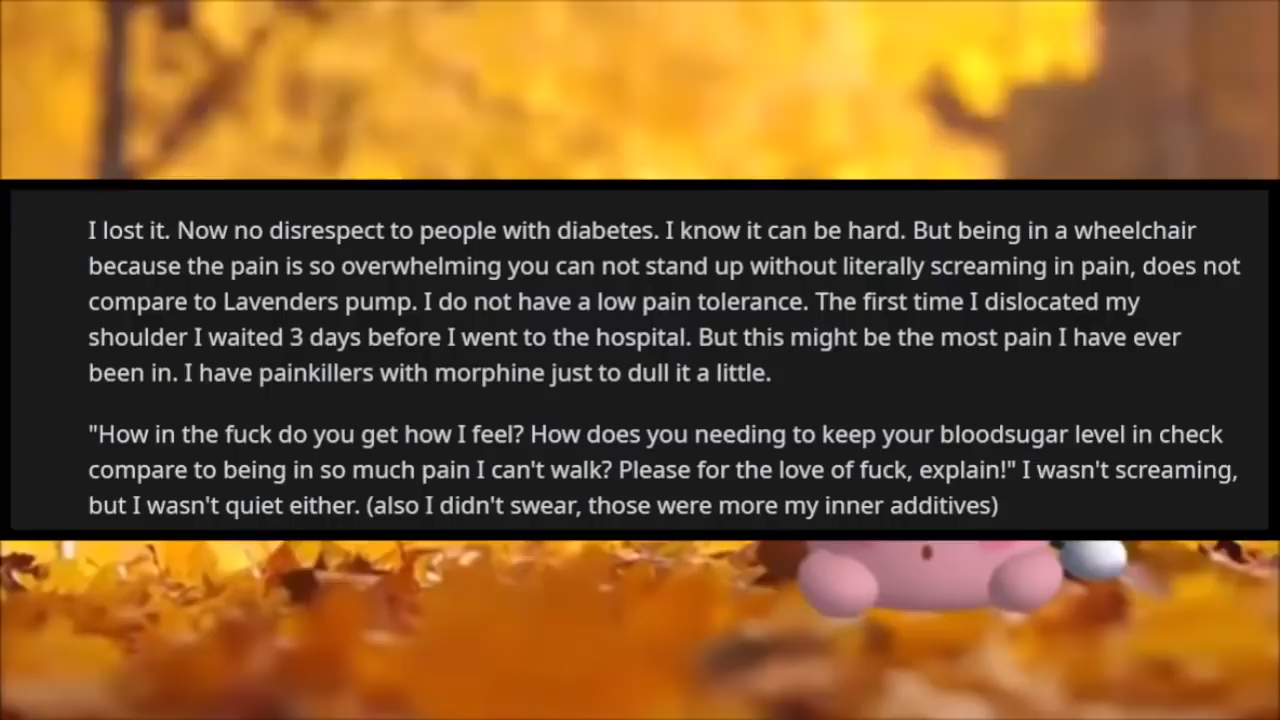 I lost it. Now no disrespect to people with diabetes. I know it can be hard. But being in a wheelchair
because the pain is so overwhelming you can not stand up without literally screaming in pain, does not
compare to Lavenders pump. I do not have a low pain tolerance. The first time I dislocated my
shoulder I waited 3 days before I went to the hospital. But this might be the most pain I have ever
been in. I have painkillers with morphine just to dull it a little.
"How in the fuck do you get how I feel? How does you needing to keep your bloodsugar level in check
compare to being in so much pain I can't walk? Please for the love of fuck, explain!" I wasn't screaming,
but I wasn't quiet either. (also I didn't swear, those were more my inner additives)